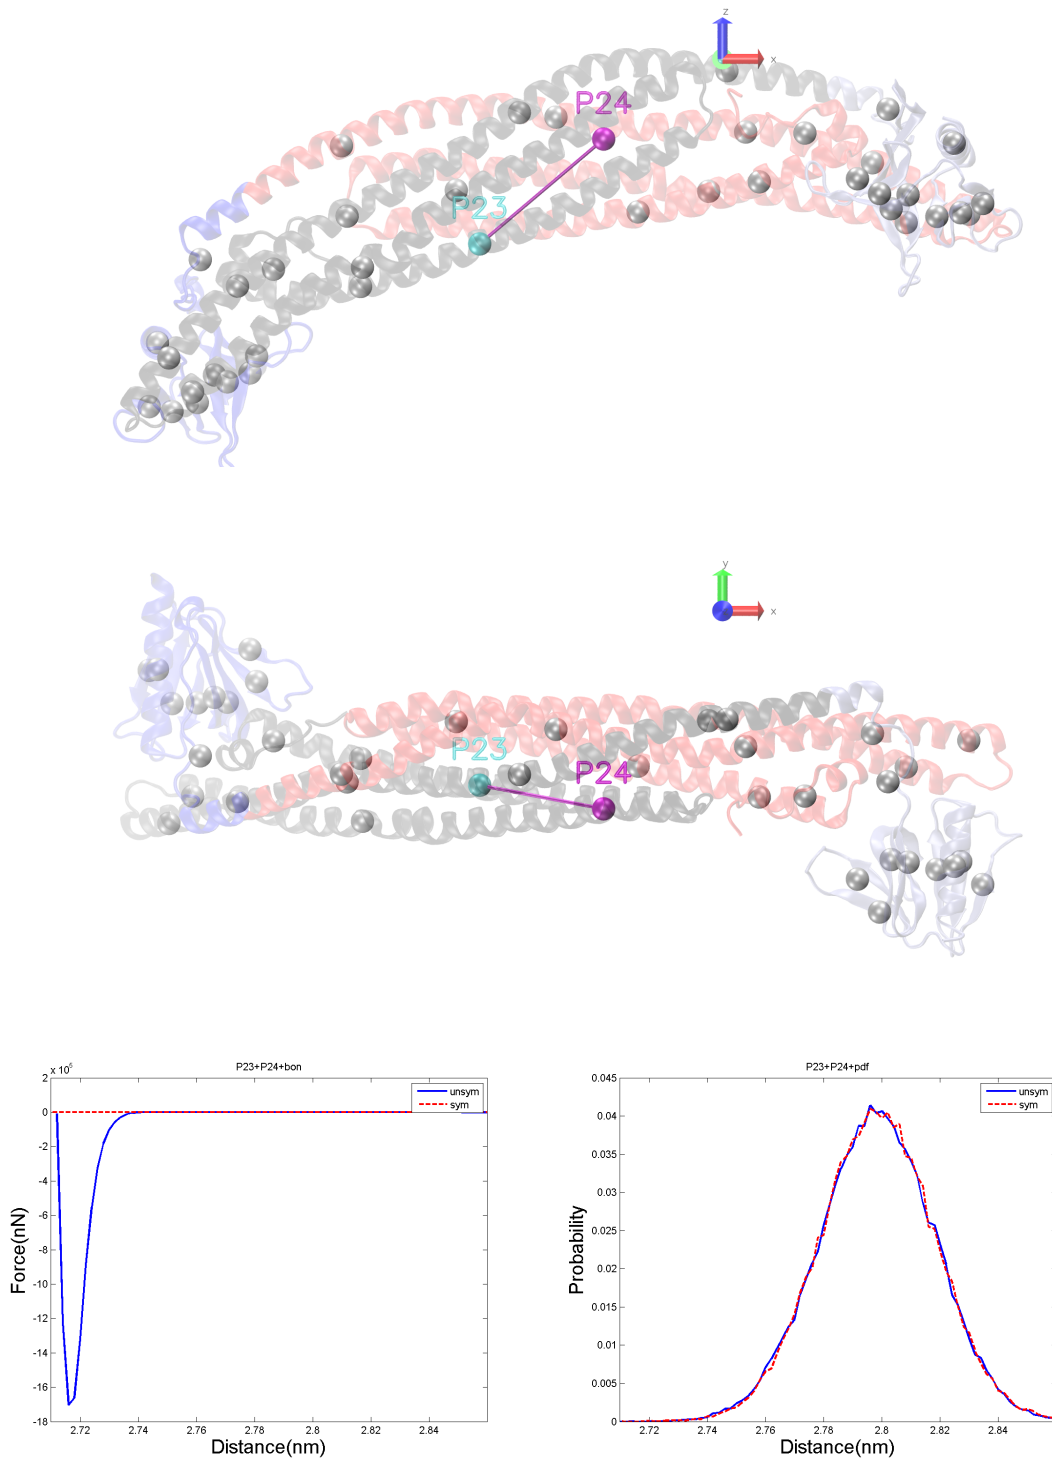 z
x
P24
P23
y
x
P23
P24
P23+P24+bon
x 10⁵
unsym
sym
2
0
-2
-4
-6
-8
-10
-12
-14
-16
-18
Force(nN)
2.72 2.74 2.76 2.78 2.8 2.82 2.84
Distance(nm)
P23+P24+pdf
unsym
sym
0.045
0.04
0.035
0.03
0.025
0.02
0.015
0.01
0.005
0
Probability
2.72 2.74 2.76 2.78 2.8 2.82 2.84
Distance(nm)